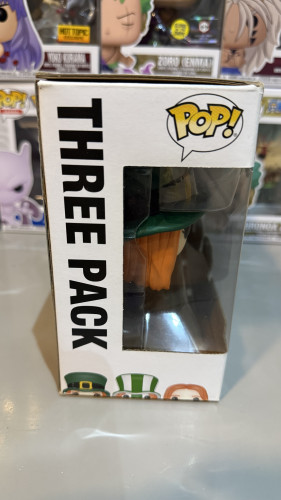 HOT TOPIC
ZORO (ENMA)
POP!
POP!
THREE PACK